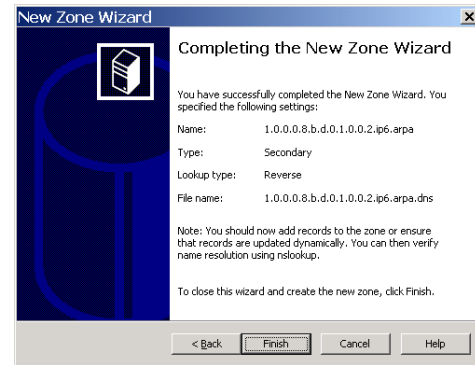 New Zone Wizard
Completing the New Zone Wizard
You have successfully completed the New Zone Wizard. You
specified the following settings:
Name: 1.0.0.0.8.b.d.0.1.0.0.2.ip6.arpa
Type: Secondary
Lookup type: Reverse
File name: 1.0.0.0.8.b.d.0.1.0.0.2.ip6.arpa.dns
Note: You should now add records to the zone or ensure
that records are updated dynamically. You can then verify
name resolution using nslookup.
To close this wizard and create the new zone, click Finish.
< Back Finish Cancel Help